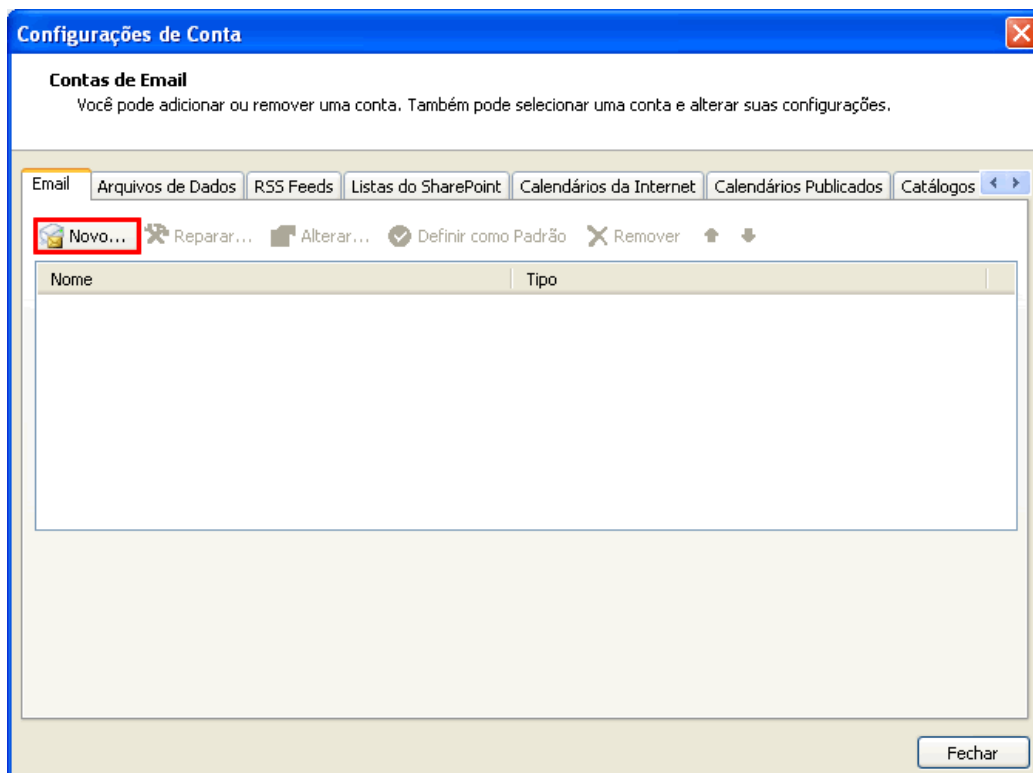 Configurações de Conta
Contas de Email
Você pode adicionar ou remover uma conta. Também pode selecionar uma conta e alterar suas configurações.
Email Arquivos de Dados RSS Feeds Listas do SharePoint Calendários da Internet Calendários Publicados Catálogos
Novo... Reparar... Alterar... Definir como Padrão Remover
Nome Tipo
Fechar